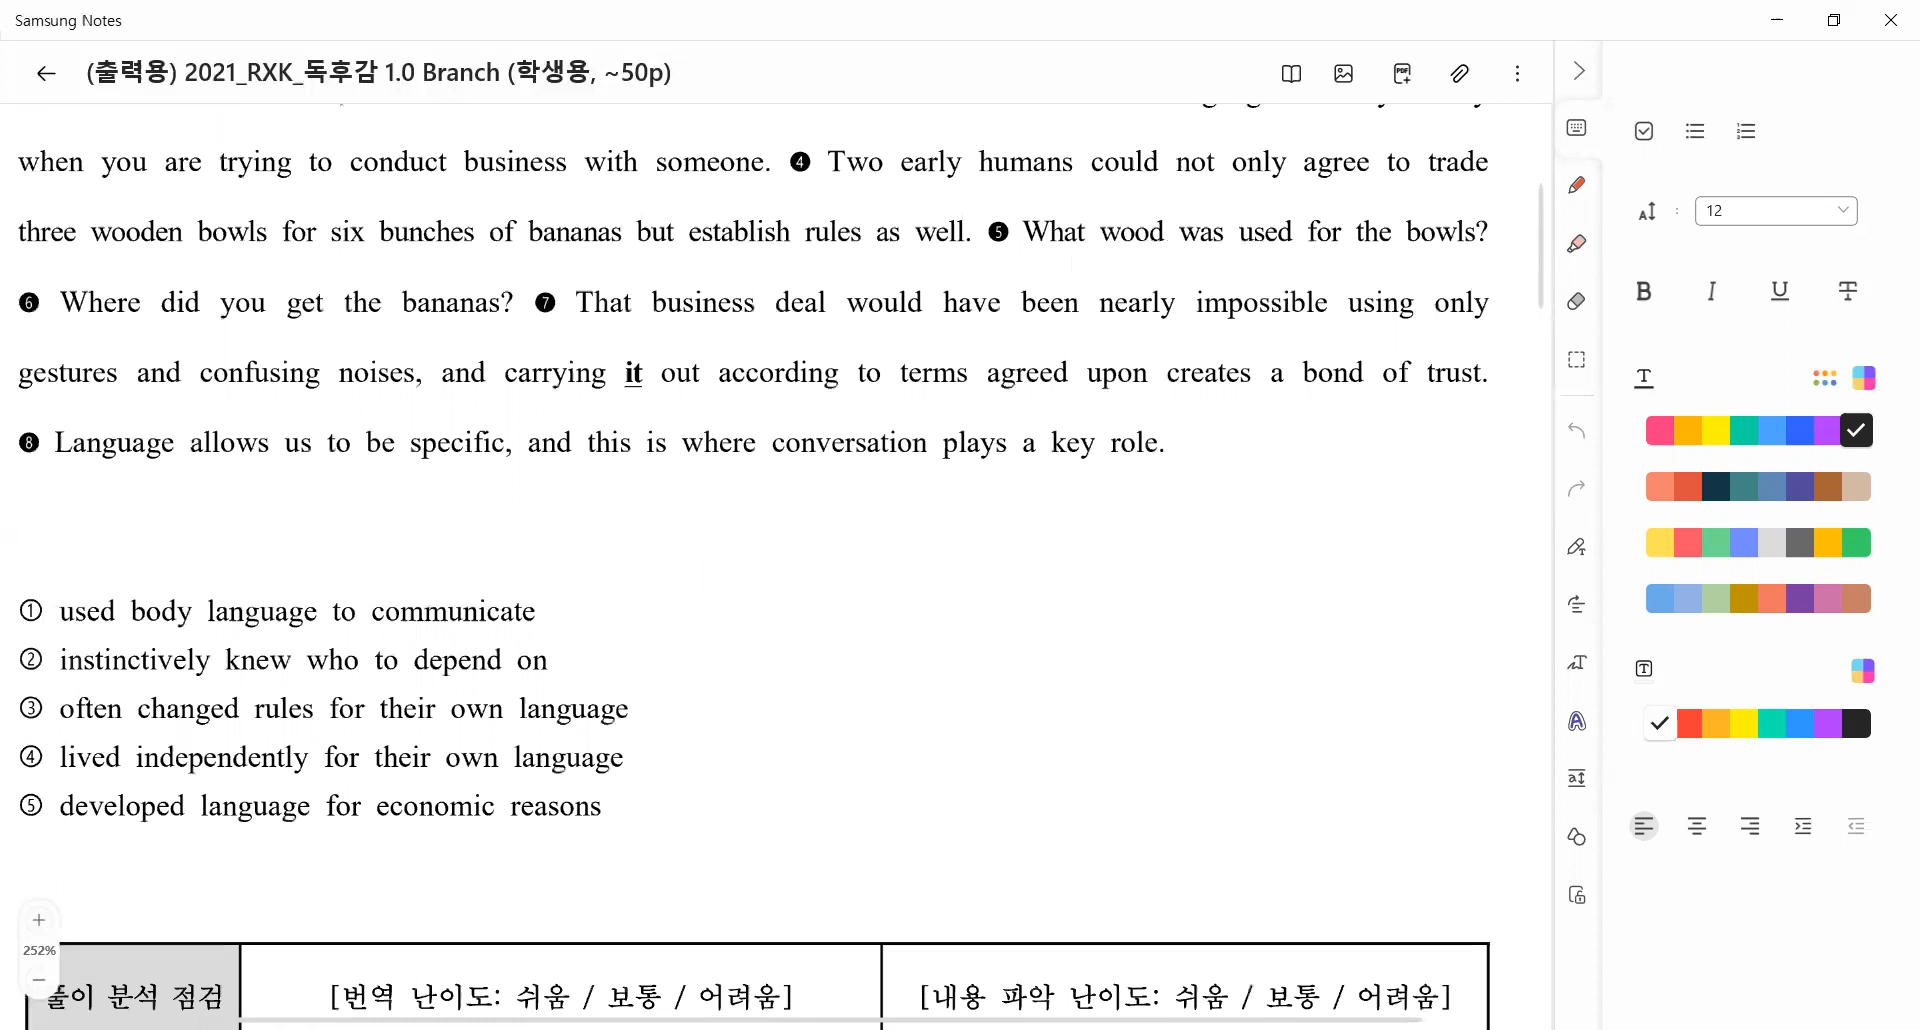 Samsung Notes
(출력용) 2021_RXK_독후감 1.0 Branch (학생용, ~50p)
when you are trying to conduct business with someone. ❹ Two early humans could not only agree to trade
three wooden bowls for six bunches of bananas but establish rules as well. ❺ What wood was used for the bowls?
❻ Where did you get the bananas? ❼ That business deal would have been nearly impossible using only
gestures and confusing noises, and carrying it out according to terms agreed upon creates a bond of trust.
❽ Language allows us to be specific, and this is where conversation plays a key role.
① used body language to communicate
② instinctively knew who to depend on
③ often changed rules for their own language
④ lived independently for their own language
⑤ developed language for economic reasons
252%
풀이 분석 점검
[번역 난이도: 쉬움 / 보통 / 어려움]
[내용 파악 난이도: 쉬움 / 보통 / 어려움]
12
B I U T